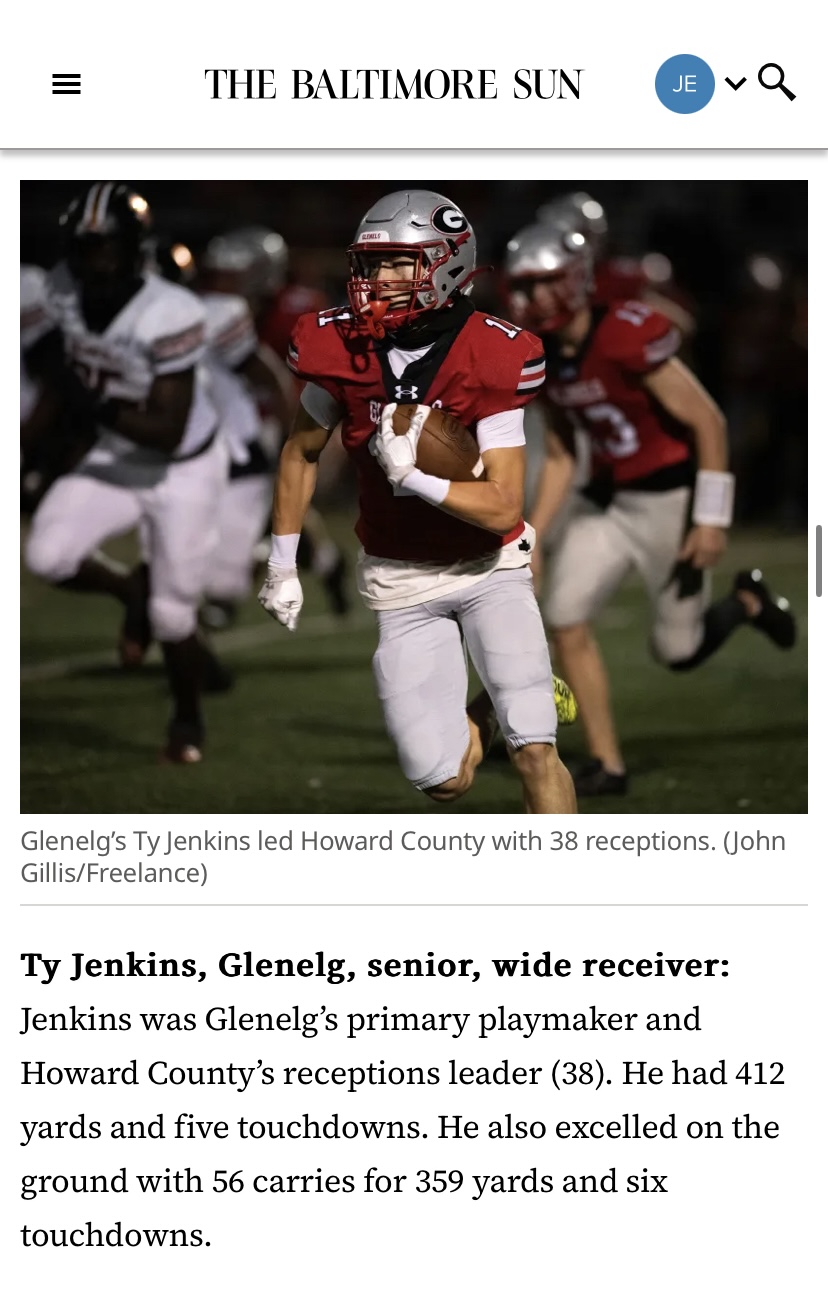 THE BALTIMORE SUN
JE
G
GLENELG
13
Glenelg’s Ty Jenkins led Howard County with 38 receptions. (John
Gillis/Freelance)
Ty Jenkins, Glenelg, senior, wide receiver:
Jenkins was Glenelg’s primary playmaker and
Howard County’s receptions leader (38). He had 412
yards and five touchdowns. He also excelled on the
ground with 56 carries for 359 yards and six
touchdowns.